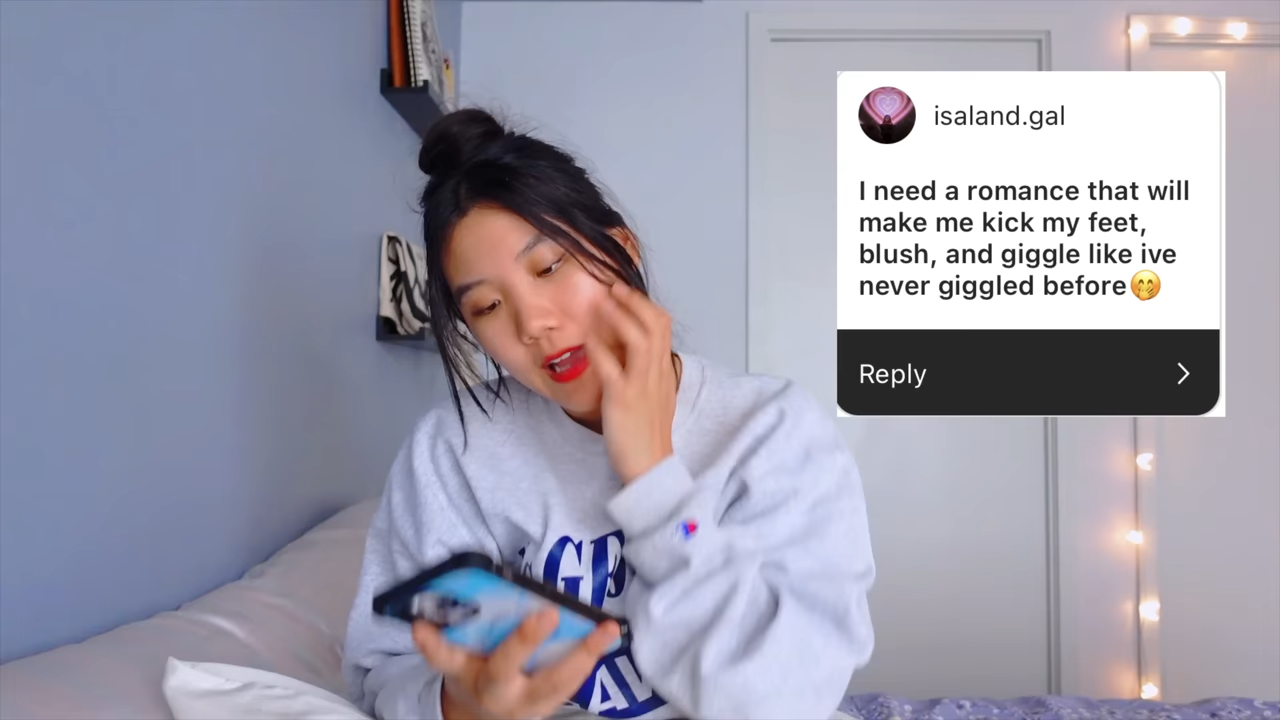 isaland.gal
I need a romance that will
make me kick my feet,
blush, and giggle like ive
never giggled before🤭
Reply